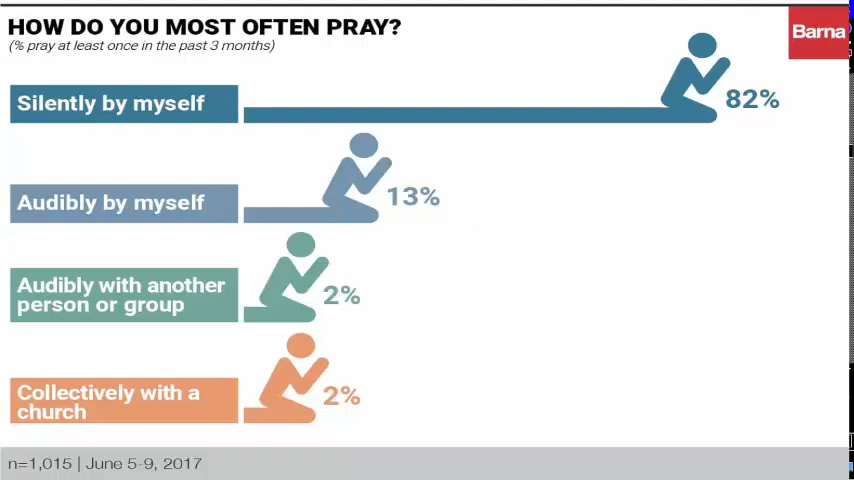 HOW DO YOU MOST OFTEN PRAY?
(% pray at least once in the past 3 months)
Barna
Silently by myself
82%
Audibly by myself
13%
Audibly with another
person or group
2%
Collectively with a
church
2%
n=1,015 | June 5-9, 2017